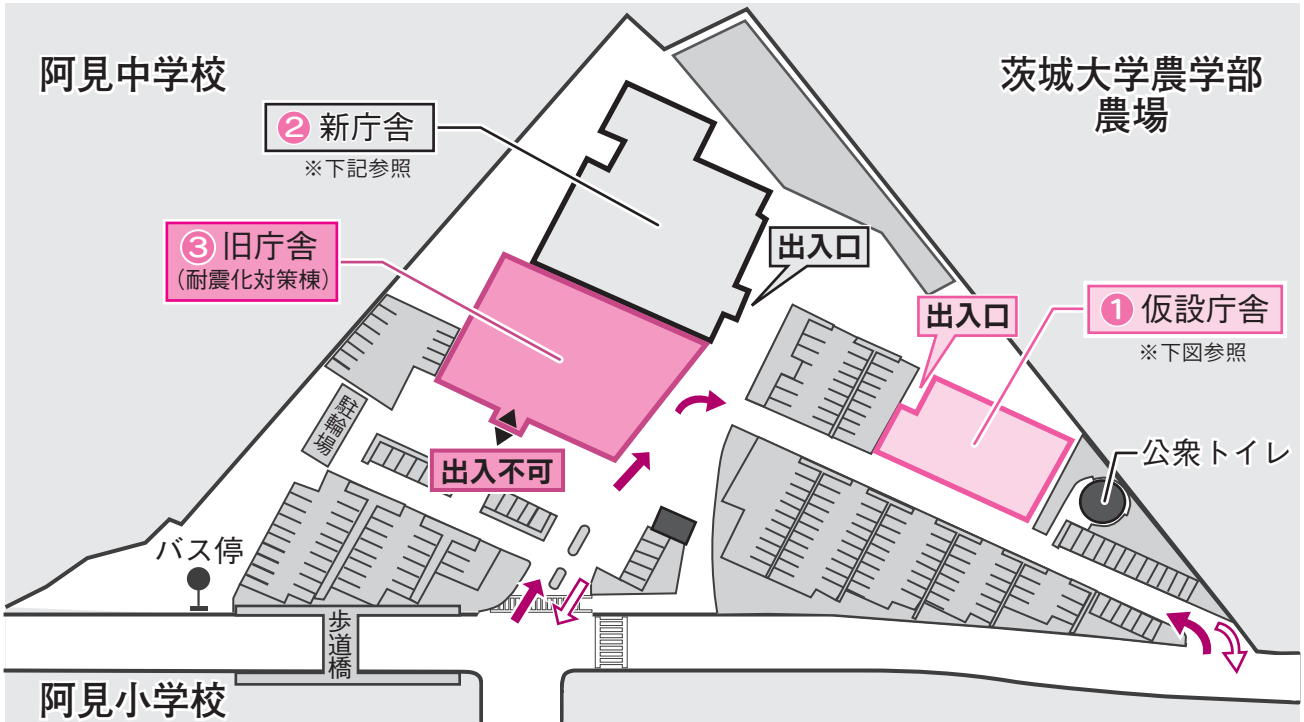 阿見中学校
茨城大学農学部
農場
② 新庁舎
※下記参照
③ 旧庁舎
(耐震化対策棟)
出入口
出入口
① 仮設庁舎
※下図参照
駐輪場
出入不可
公衆トイレ
バス停
歩道橋
阿見小学校